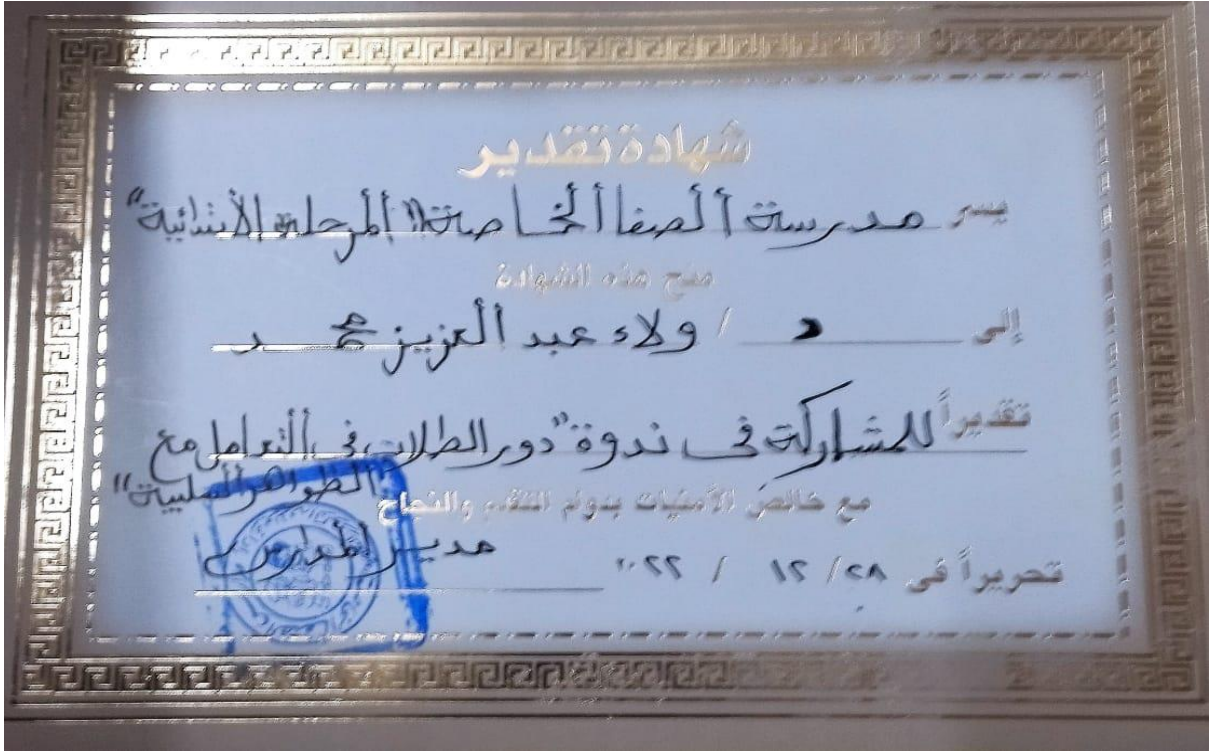 شهادة تقدير
يسر مدرسة الصفا الخاصة "المرحلة الأبتدائية"
منح هذه الشهادة
إلى د / ولاء عبد العزيز محمد
تقديراً للمشاركة فى ندوة "دور الطلاب فى التعامل مع
الظواهر السلبية"
مع خالص الأمنيات بدوام التقدم والنجاح
تحريراً فى ٢٨ / ١٢ / ٢٠٢٢ مدير المدارس